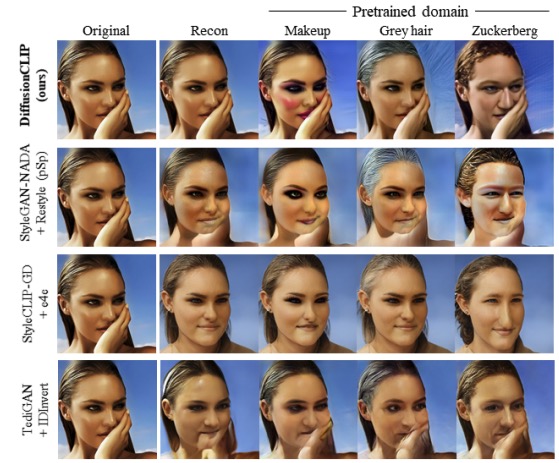 Pretrained domain
Original Recon Makeup Grey hair Zuckerberg
DiffusionCLIP
(ours)
StyleGAN-NADA
+ Restyle (pSp)
StyleCLIP-GD
+ e4e
TediGAN
+ IDInvert